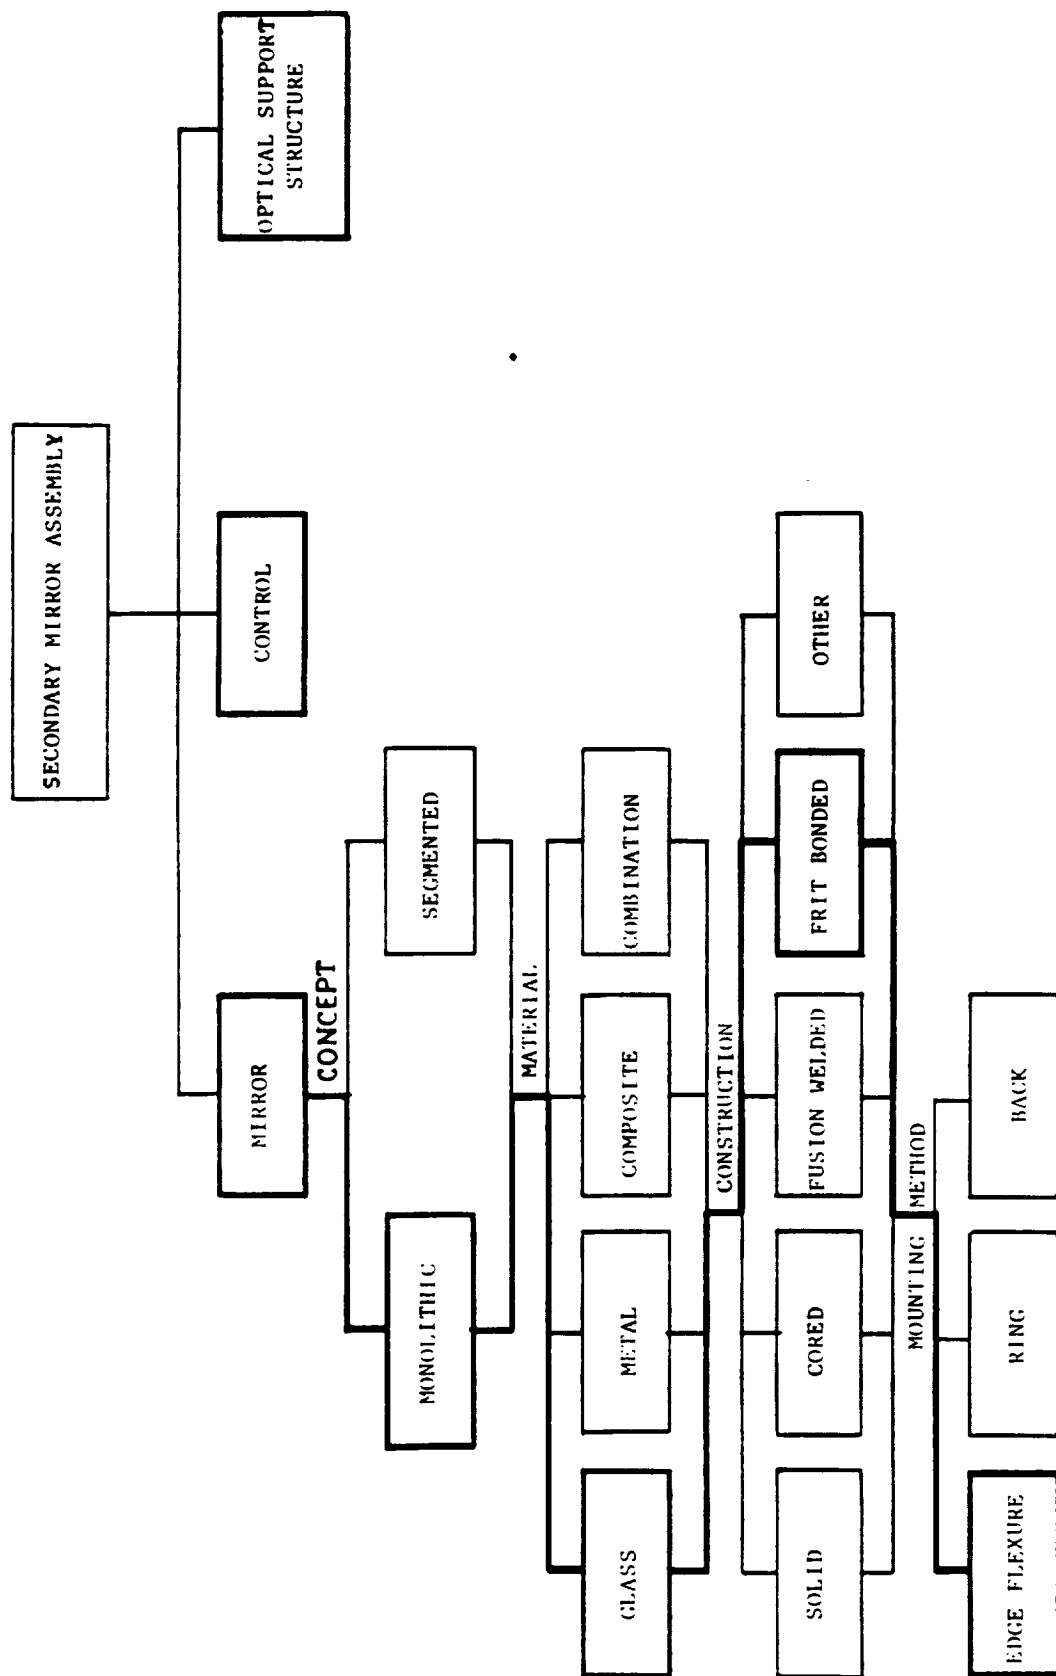 SECONDARY MIRROR ASSEMBLY
MIRROR
CONTROL
OPTICAL SUPPORT
STRUCTURE
CONCEPT
MONOLITHIC
SEGMENTED
MATERIAL
GLASS
METAL
COMPOSITE
COMBINATION
CONSTRUCTION
SOLID
CORED
FUSION WELDED
FRIT BONDED
OTHER
MOUNTING METHOD
EDGE FLEXURE
RING
BACK